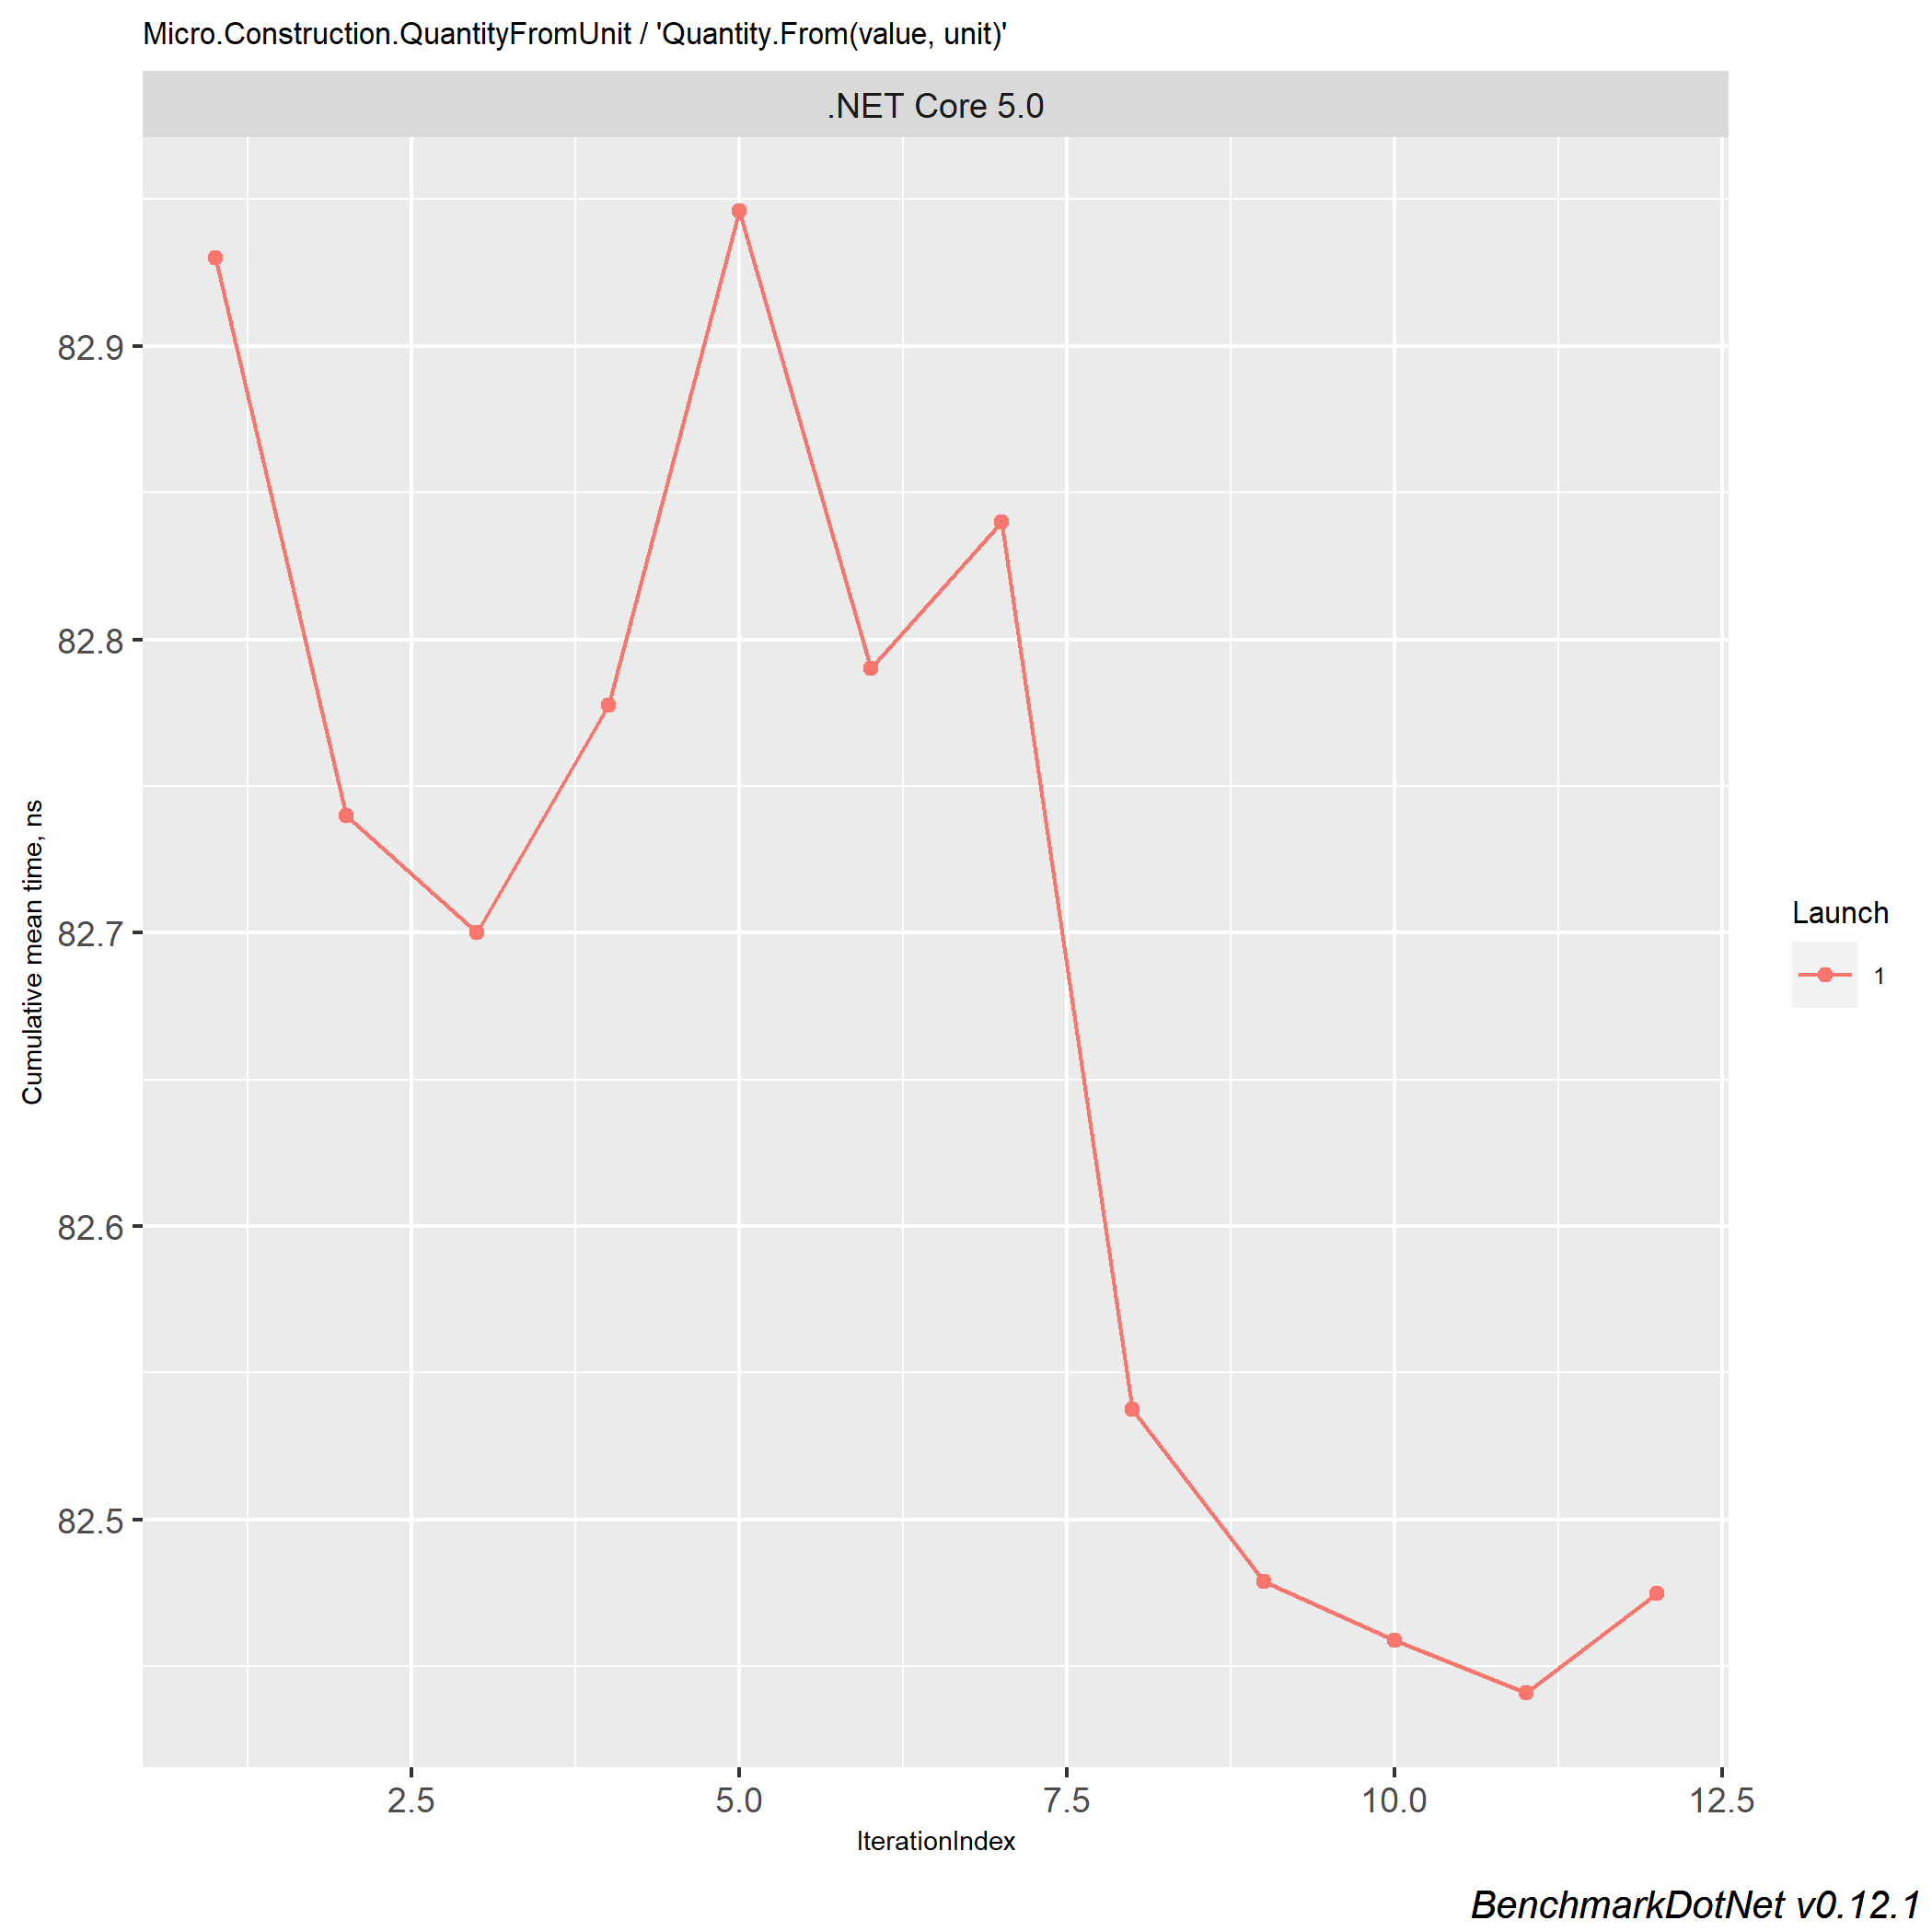 Micro.Construction.QuantityFromUnit / 'Quantity.From(value, unit)'
.NET Core 5.0
Cumulative mean time, ns
82.9
82.8
82.7
82.6
82.5
2.5
5.0
7.5
10.0
12.5
IterationIndex
Launch
1
BenchmarkDotNet v0.12.1